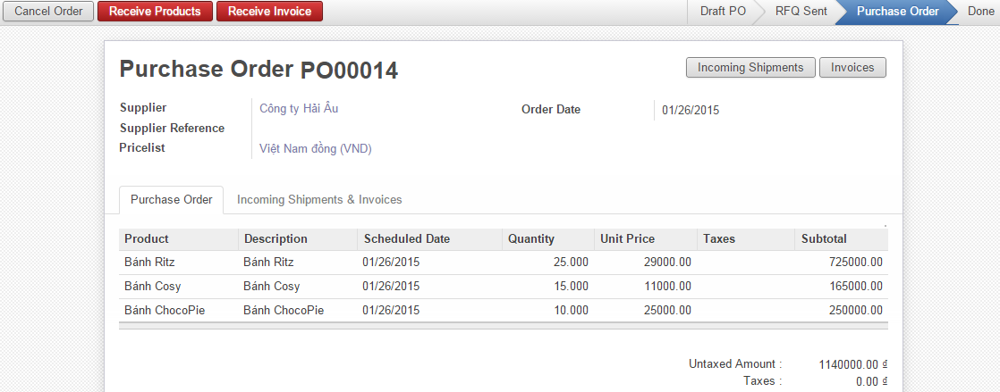 Cancel Order Receive Products Receive Invoice Draft PO RFQ Sent Purchase Order Done
Purchase Order PO00014
Incoming Shipments Invoices
Supplier Công ty Hải Âu Order Date 01/26/2015
Supplier Reference
Pricelist Việt Nam đồng (VND)
Purchase Order Incoming Shipments & Invoices
Product Description Scheduled Date Quantity Unit Price Taxes Subtotal
Bánh Ritz Bánh Ritz 01/26/2015 25.000 29000.00 725000.00
Bánh Cosy Bánh Cosy 01/26/2015 15.000 11000.00 165000.00
Bánh ChocoPie Bánh ChocoPie 01/26/2015 10.000 25000.00 250000.00
Untaxed Amount : 1140000.00 ₫
Taxes : 0.00 ₫